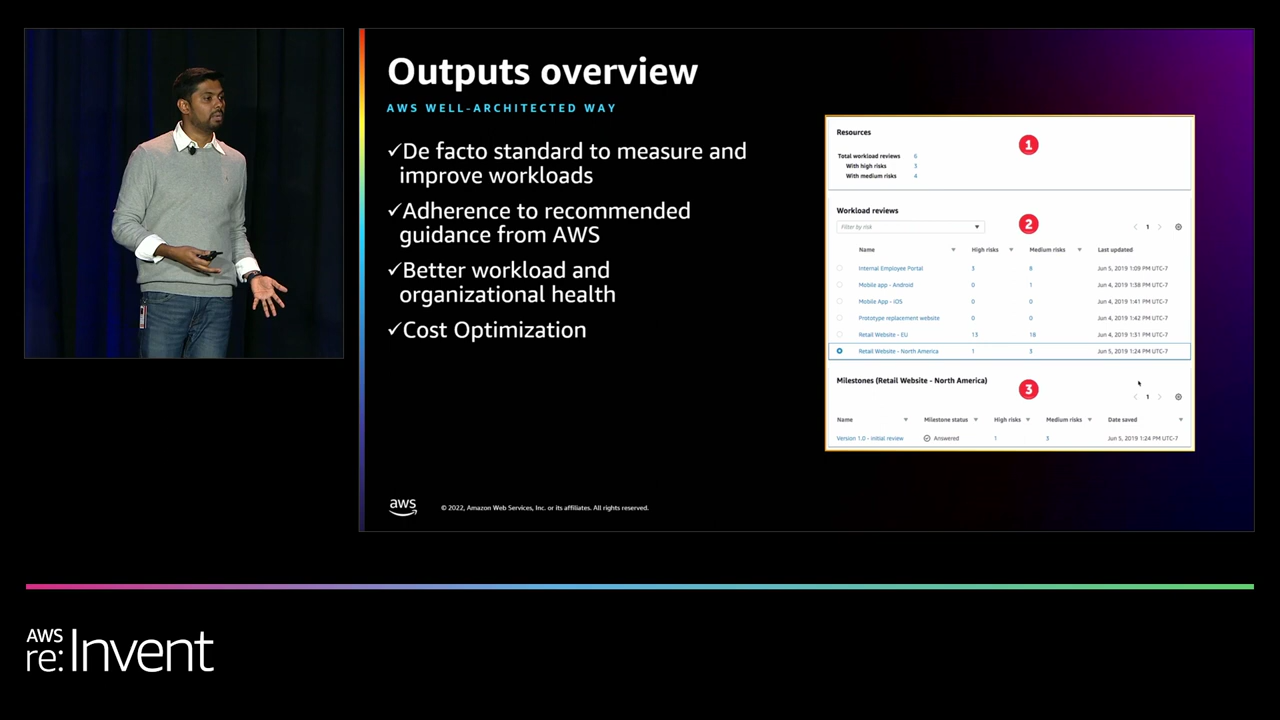 Outputs overview
AWS WELL-ARCHITECTED WAY
✓De facto standard to measure and
improve workloads
✓Adherence to recommended
guidance from AWS
✓Better workload and
organizational health
✓Cost Optimization
Resources
1
Total workload reviews 6
With high risks 3
With medium risks 4
Workload reviews
2
Filter by risk
1
Name High risks Medium risks Last updated
Internal Employee Portal 3 8 Jun 5, 2019 1:09 PM UTC-7
Mobile app - Android 0 1 Jun 4, 2019 1:38 PM UTC-7
Mobile App - iOS 0 0 Jun 4, 2019 1:41 PM UTC-7
Prototype replacement website 0 0 Jun 4, 2019 1:42 PM UTC-7
Retail Website - EU 13 18 Jun 4, 2019 1:31 PM UTC-7
Retail Website - North America 1 3 Jun 5, 2019 1:24 PM UTC-7
Milestones (Retail Website - North America)
3
1
Name Milestone status High risks Medium risks Date saved
Version 1.0 - initial review Answered 1 3 Jun 5, 2019 1:24 PM UTC-7
aws
© 2022, Amazon Web Services, Inc. or its affiliates. All rights reserved.
AWS
re:Invent